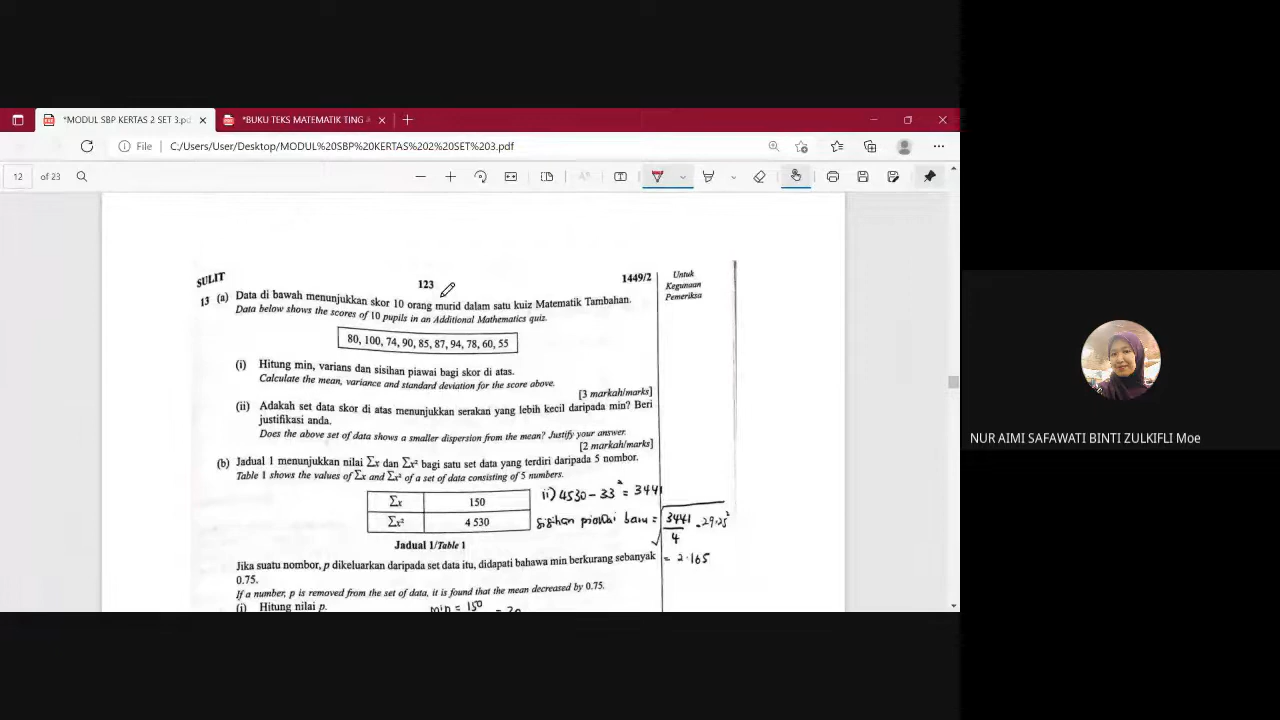 *MODUL SBP KERTAS 2 SET 3.pd
*BUKU TEKS MATEMATIK TING
File
C:/Users/User/Desktop/MODUL%20SBP%20KERTAS%202%20SET%203.pdf
12 of 23
SULIT
123
1449/2
Untuk
Kegunaan
Pemeriksa
13 (a) Data di bawah menunjukkan skor 10 orang murid dalam satu kuiz Matematik Tambahan.
Data below shows the scores of 10 pupils in an Additional Mathematics quiz.
80, 100, 74, 90, 85, 87, 94, 78, 60, 55
(i) Hitung min, varians dan sisihan piawai bagi skor di atas.
Calculate the mean, variance and standard deviation for the score above.
[3 markah/marks]
(ii) Adakah set data skor di atas menunjukkan serakan yang lebih kecil daripada min? Beri
justifikasi anda.
Does the above set of data shows a smaller dispersion from the mean? Justify your answer.
[2 markah/marks]
(b) Jadual 1 menunjukkan nilai Σx dan Σx² bagi satu set data yang terdiri daripada 5 nombor.
Table 1 shows the values of Σx and Σx² of a set of data consisting of 5 numbers.
Σx 150
Σx² 4 530
Jadual 1/Table 1
ii) 4530 - 33² = 3441
sisihan piawai baru = √3441/4 - 29.25²
= 2.165
Jika suatu nombor, p dikeluarkan daripada set data itu, didapati bahawa min berkurang sebanyak
0.75.
If a number, p is removed from the set of data, it is found that the mean decreased by 0.75.
(i) Hitung nilai p.
min = 150 = 30
NUR AIMI SAFAWATI BINTI ZULKIFLI Moe